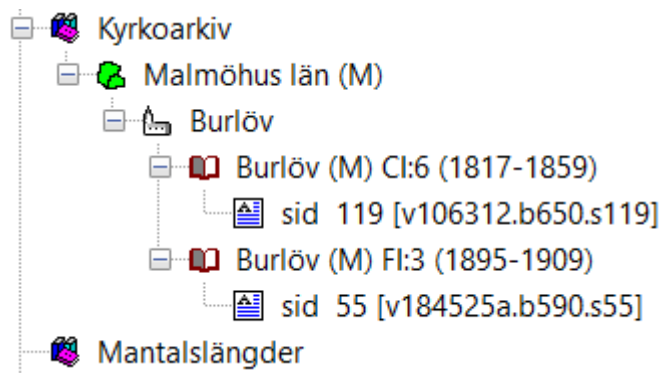 Kyrkoarkiv
Malmöhus län (M)
Burlöv
Burlöv (M) CI:6 (1817-1859)
sid 119 [v106312.b650.s119]
Burlöv (M) FI:3 (1895-1909)
sid 55 [v184525a.b590.s55]
Mantalslängder